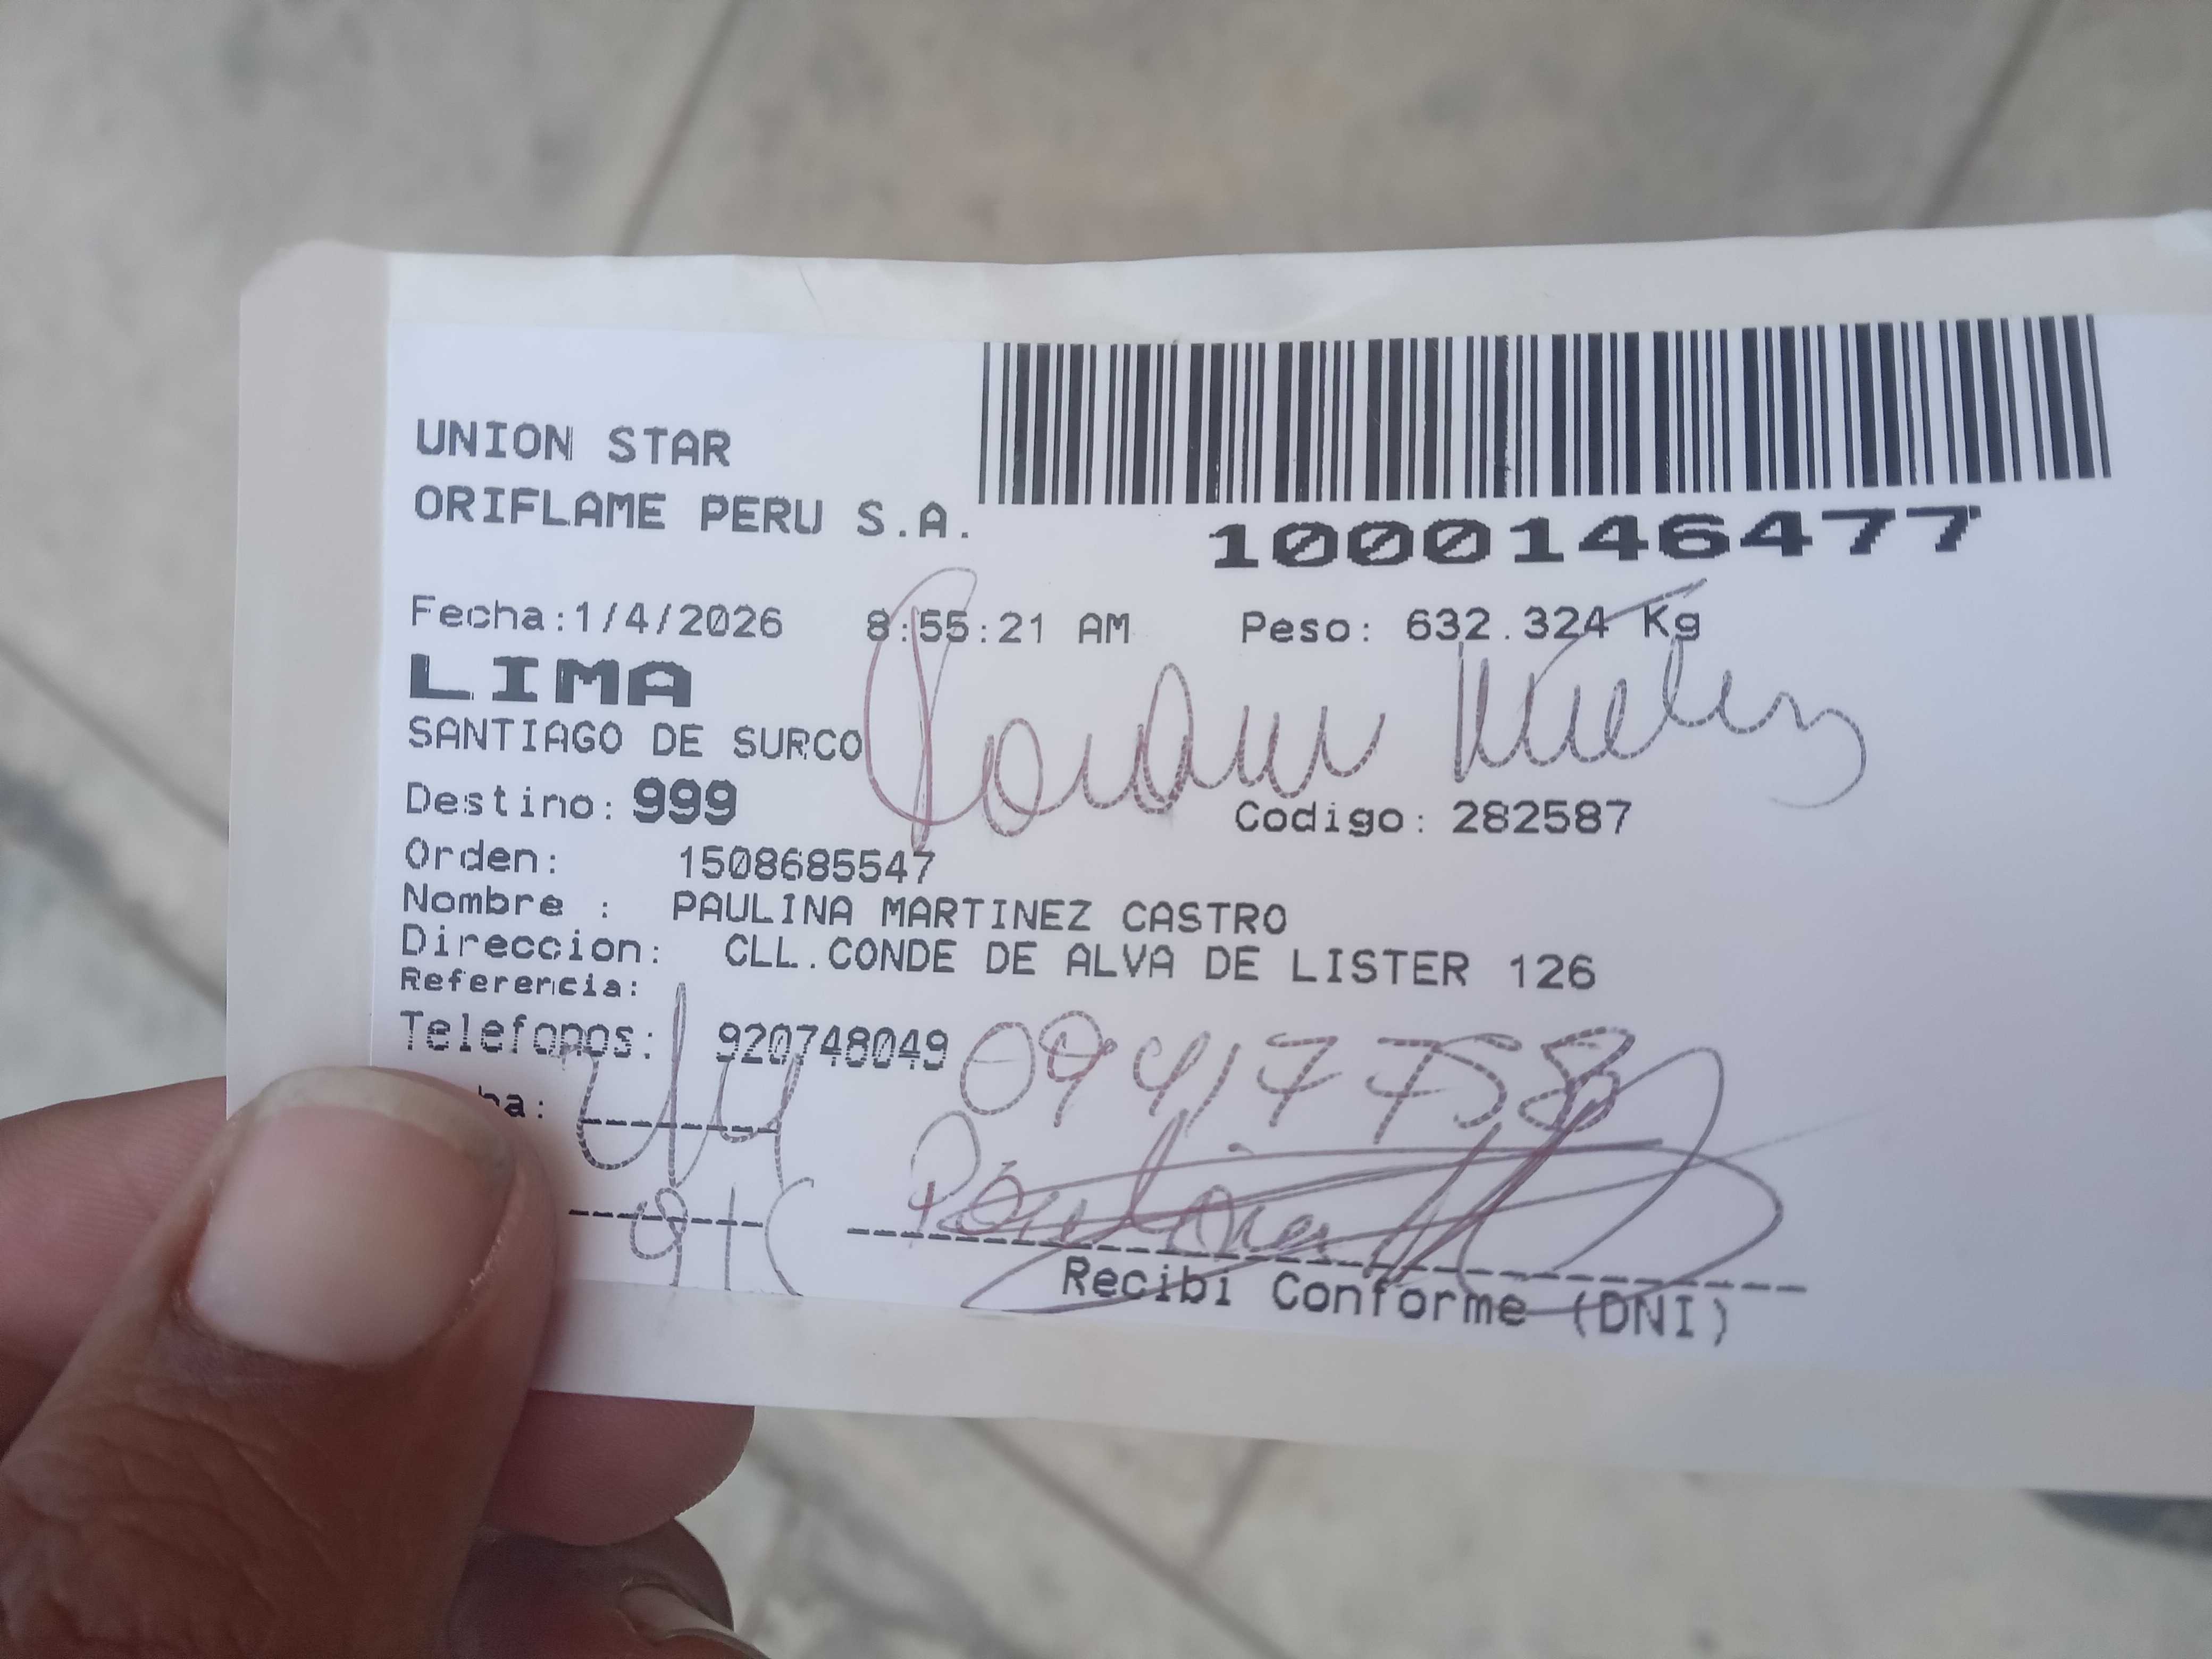 UNION STAR
ORIFLAME PERU S.A.
1000146477
Fecha:1/4/2026 8:55:21 AM Peso: 632.324 Kg
LIMA
SANTIAGO DE SURCO
Destino: 999 Codigo: 282587
Orden: 1508685547
Nombre : PAULINA MARTINEZ CASTRO
Direccion: CLL.CONDE DE ALVA DE LISTER 126
Referencia:
Telefonos: 920748049
09417758
Paulina
Recibi Conforme (DNI)